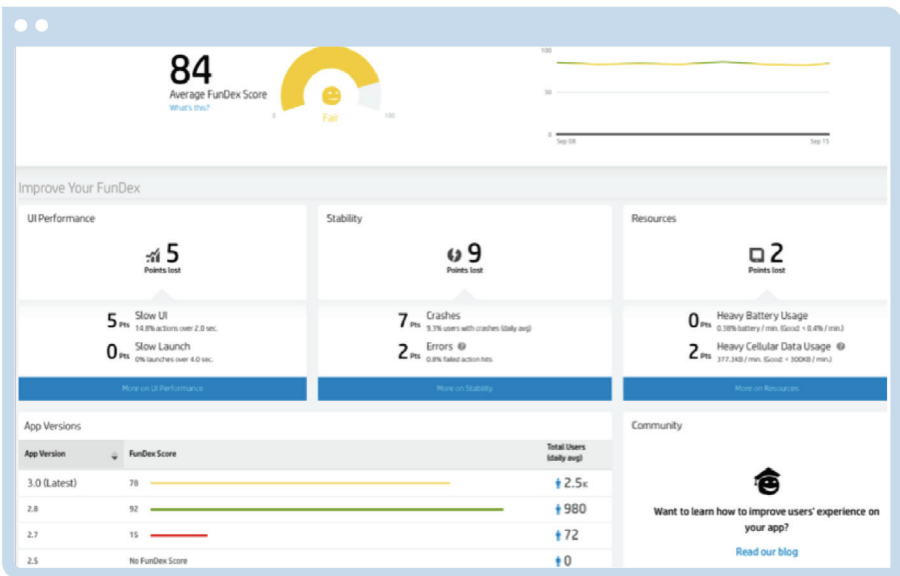 84
Average FunDex Score
What's this?
0
Fair
100
100
50
0
Sep 08
Sep 15
Improve Your FunDex
UI Performance
5
Points lost
5 Pts Slow UI
14.8% actions over 2.0 sec.
0 Pts Slow Launch
0% launches over 4.0 sec.
More on UI Performance
Stability
9
Points lost
7 Pts Crashes
9.3% users with crashes (daily avg)
2 Pts Errors
0.8% failed action hits
More on Stability
Resources
2
Points lost
0 Pts Heavy Battery Usage
0.38% battery / min. (Good: < 0.4% / min.)
2 Pts Heavy Cellular Data Usage
377.3KB / min. (Good: < 300KB / min.)
More on Resources
App Versions
App Version FunDex Score Total Users
(daily avg)
3.0 (Latest) 78 2.5K
2.8 92 980
2.7 15 72
2.5 No FunDex Score 0
Community
Want to learn how to improve users' experience on
your app?
Read our blog